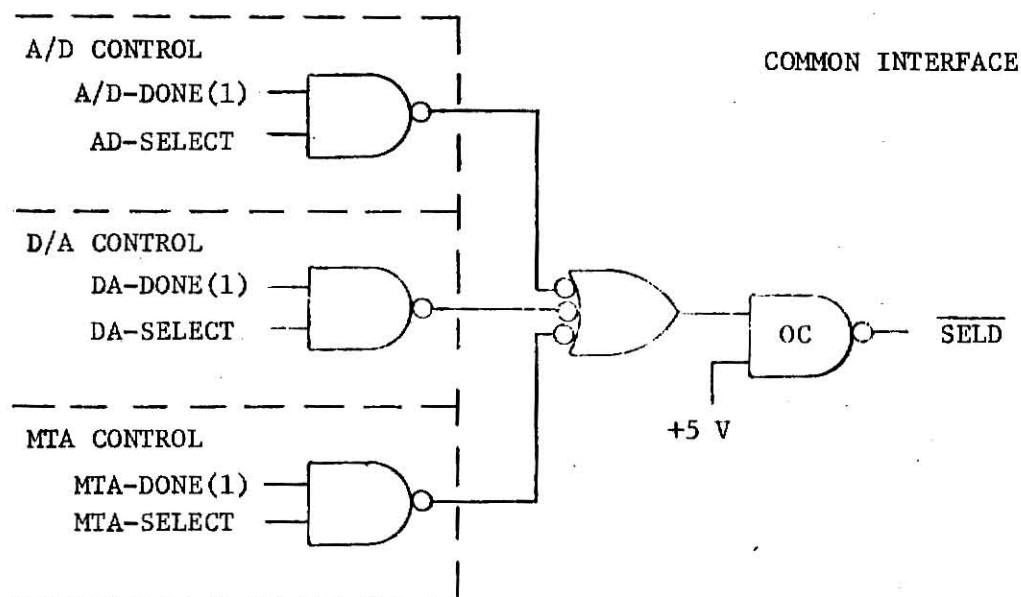 A/D CONTROL
COMMON INTERFACE
A/D-DONE(1)
AD-SELECT
D/A CONTROL
DA-DONE(1)
DA-SELECT
OC
SELD
+5 V
MTA CONTROL
MTA-DONE(1)
MTA-SELECT